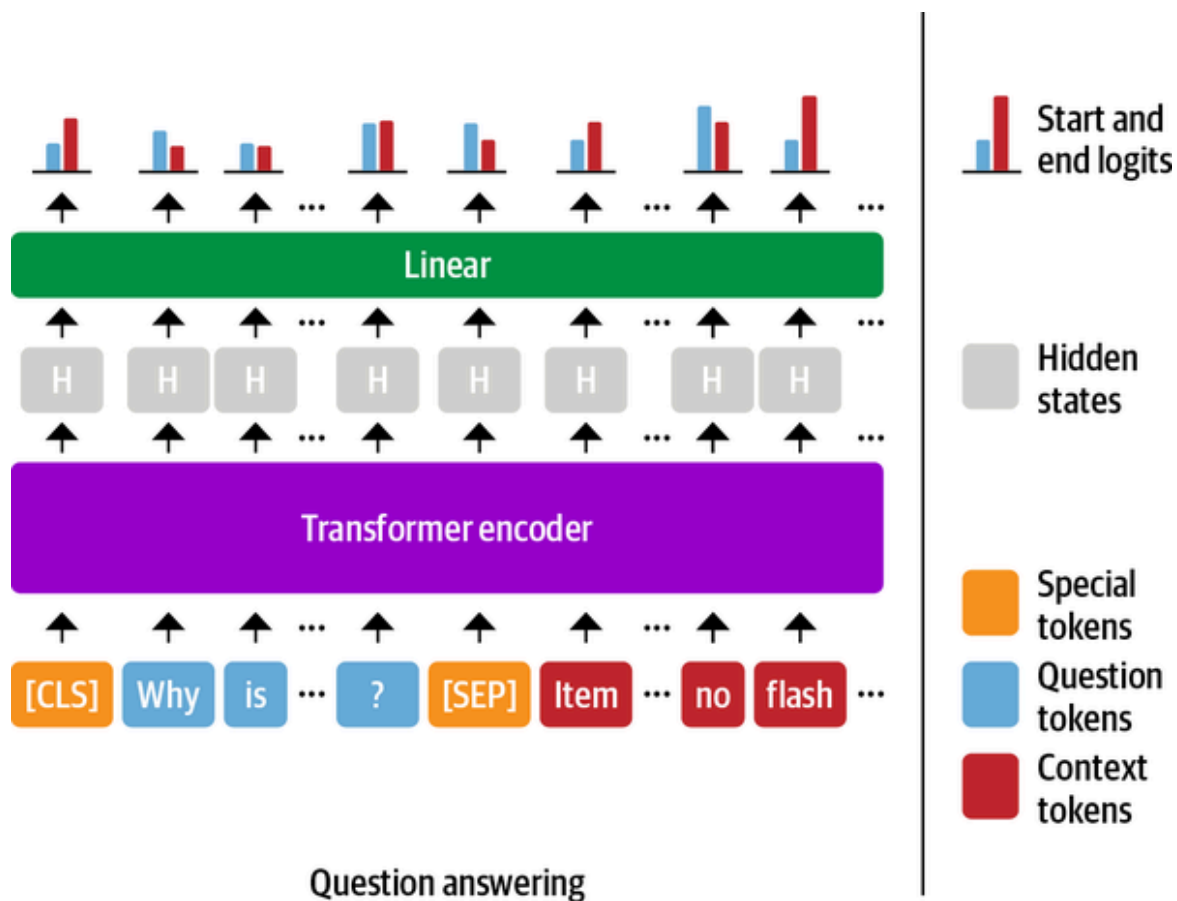 Start and
end logits
...
...
...
Linear
...
...
...
H H H H H H H H
Hidden
states
...
...
...
Transformer encoder
...
...
Special
tokens
[CLS] Why is ... ? [SEP] Item ... no flash ...
Question
tokens
Context
tokens
Question answering